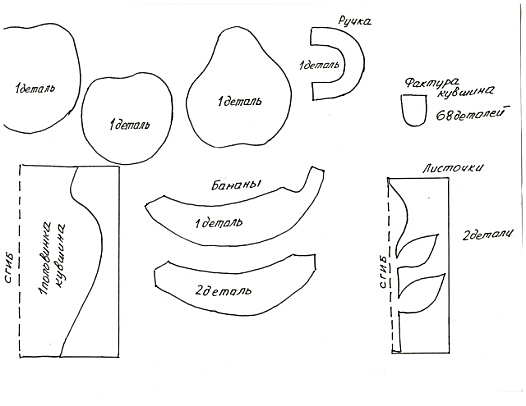 Ручка
1деталь
1деталь
1деталь
1деталь
Фактура
кувшина
68деталей
Бананы
1деталь
2деталь
сгиб
1половинка
кувшина
Листочки
2детали
сгиб